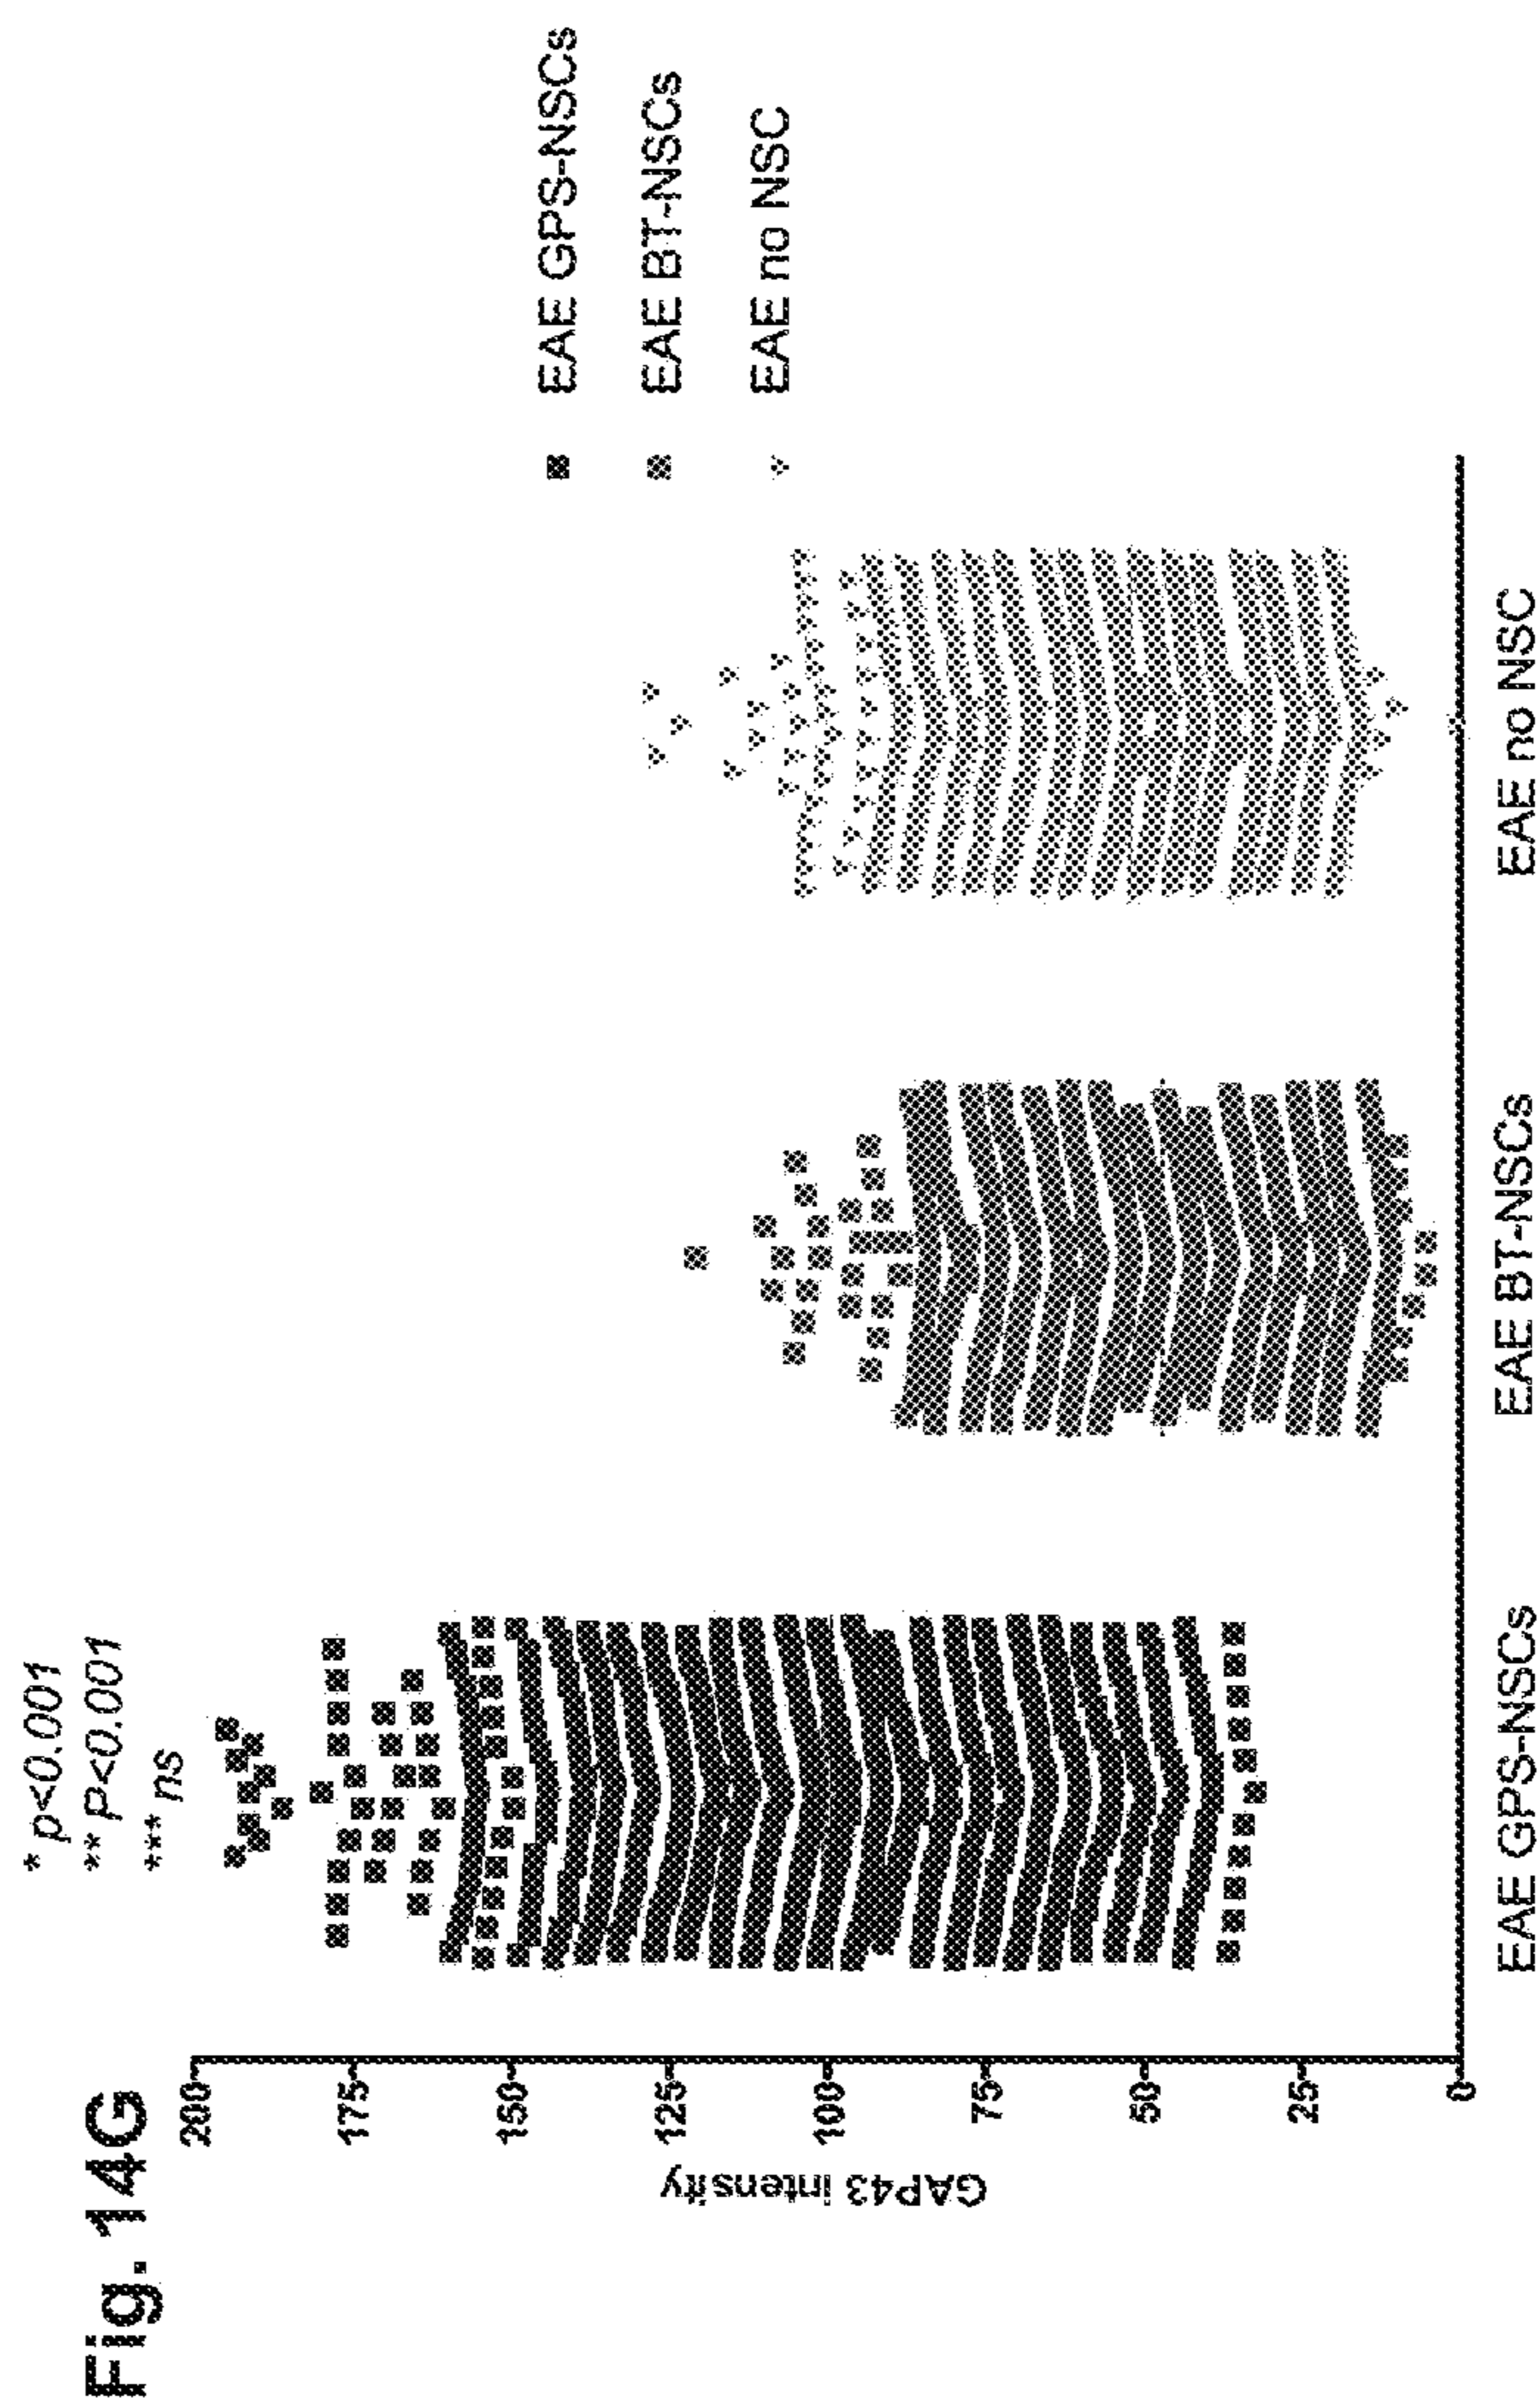 Fig. 14G
* p<0.001
** P<0.001
*** ns
GAP43 intensity
200
175
150
125
100
75
50
25
0
EAE GPS-NSCs
EAE BT-NSCs
EAE no NSC
EAE GPS-NSCs
EAE BT-NSCs
EAE no NSC